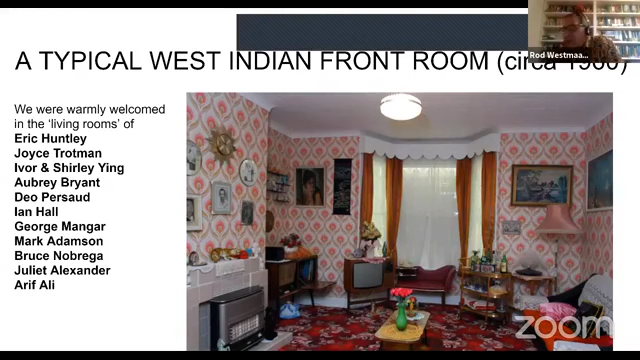 A TYPICAL WEST INDIAN FRONT ROOM (circa 1960)
Rod Westmaa...
We were warmly welcomed
in the ‘living rooms’ of
Eric Huntley
Joyce Trotman
Ivor & Shirley Ying
Aubrey Bryant
Deo Persaud
Ian Hall
George Mangar
Mark Adamson
Bruce Nobrega
Juliet Alexander
Arif Ali
zoom